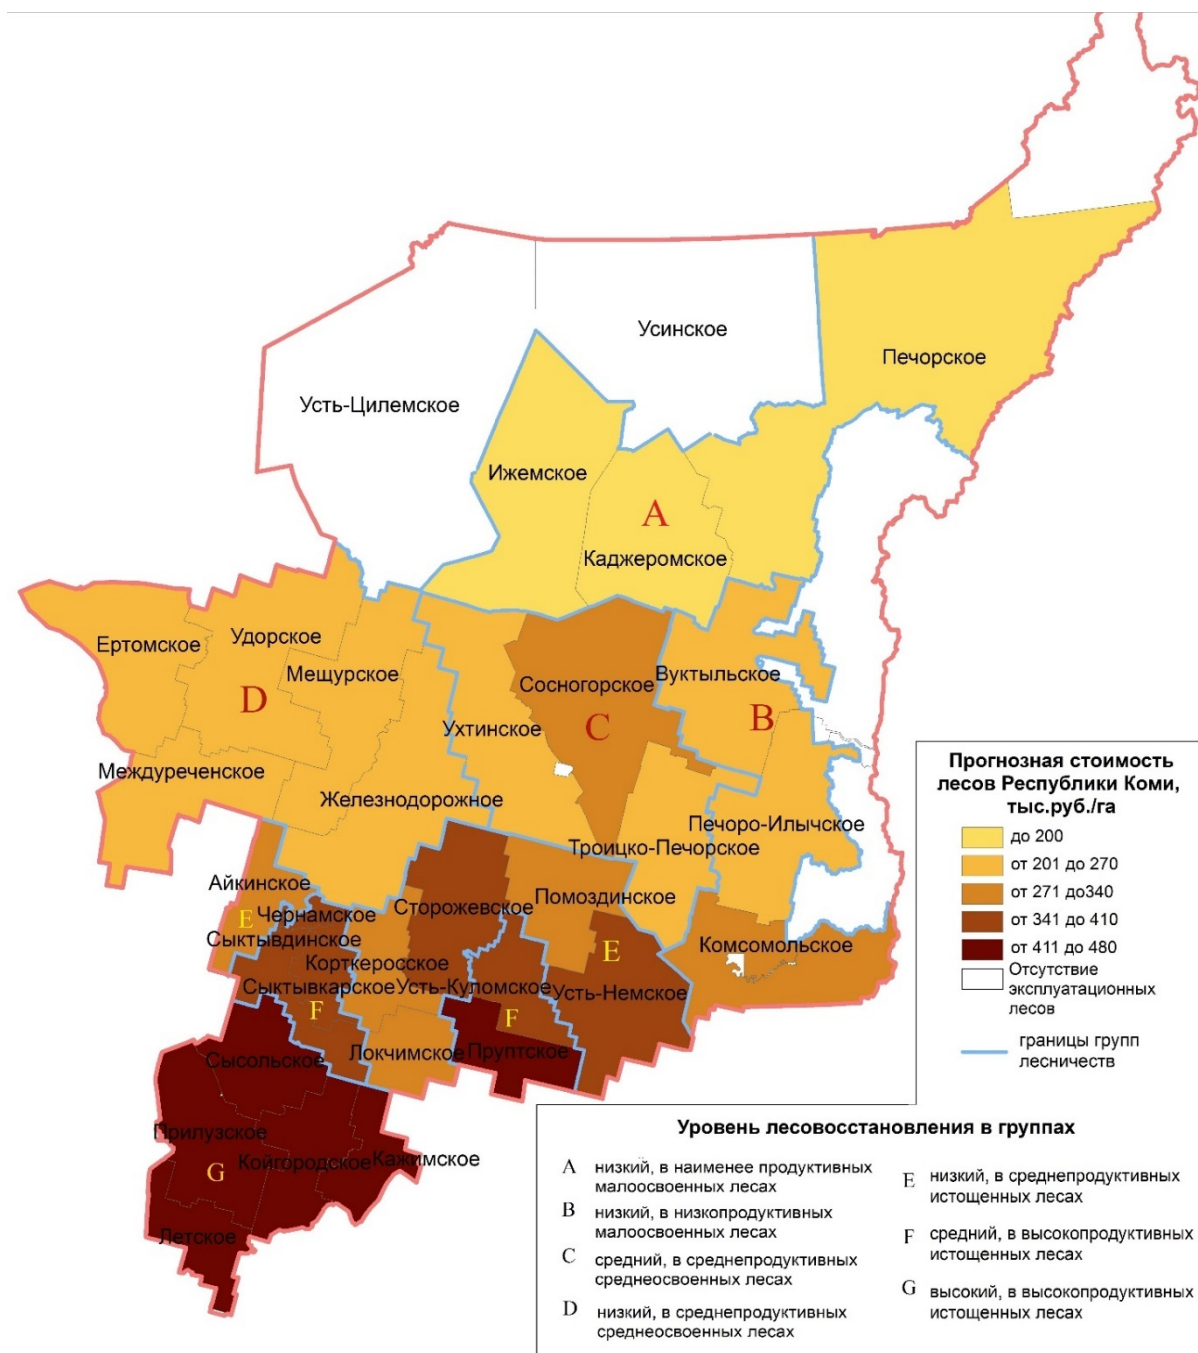 Усинское
Печорское
Усть-Цилемское
Ижемское
A
Каджеромское
Ертомское
Удорское
Мещурское
Сосногорское
Вуктыльское
D
C
B
Ухтинское
Междуреченское
Железнодорожное
Печоро-Илычское
Троицко-Печорское
Айкинское
Помоздинское
E
Чернамское
Сторожевское
Сыктывдинское
Корткеросское
E
Комсомольское
Сыктывкарское
Усть-Куломское
Усть-Немское
F
F
Локчимское
Пруптское
Сысольское
Прилузское
Койгородское
Кажимское
G
Летское
Прогнозная стоимость
лесов Республики Коми,
тыс.руб./га
до 200
от 201 до 270
от 271 до340
от 341 до 410
от 411 до 480
Отсутствие
эксплуатационных
лесов
границы групп
лесничеств
Уровень лесовосстановления в группах
A низкий, в наименее продуктивных
малоосвоенных лесах
B низкий, в низкопродуктивных
малоосвоенных лесах
C средний, в среднепродуктивных
среднеосвоенных лесах
D низкий, в среднепродуктивных
среднеосвоенных лесах
E низкий, в среднепродуктивных
истощенных лесах
F средний, в высокопродуктивных
истощенных лесах
G высокий, в высокопродуктивных
истощенных лесах